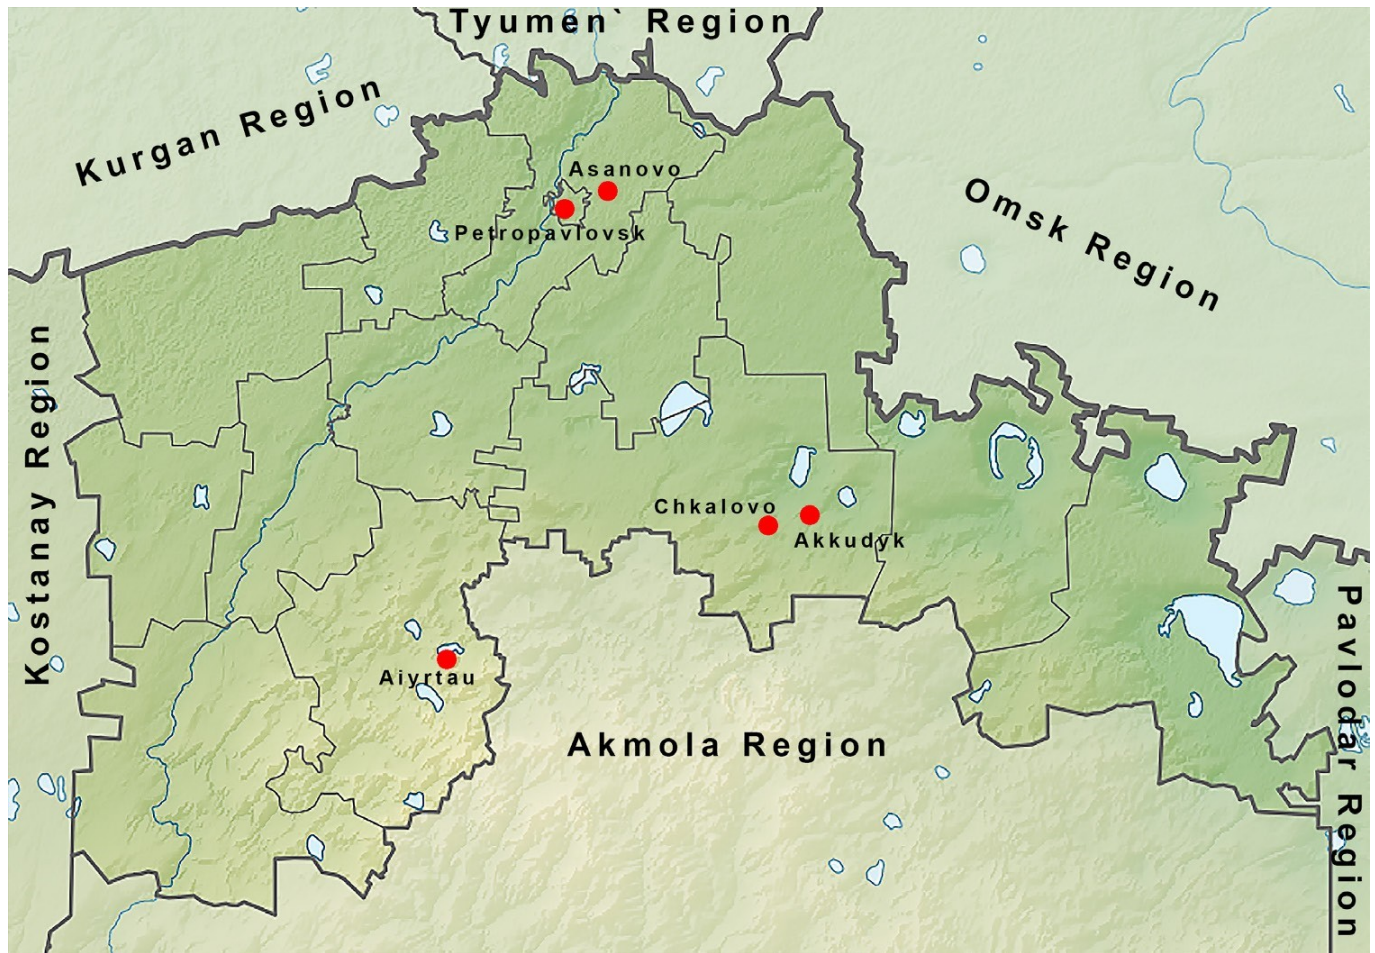 Tyumen` Region
Kurgan Region
Asanovo
Omsk Region
Petropavlovsk
Kostanay Region
Chkalovo
Akkudyk
Pavlodar Region
Aiyrtau
Akmola Region